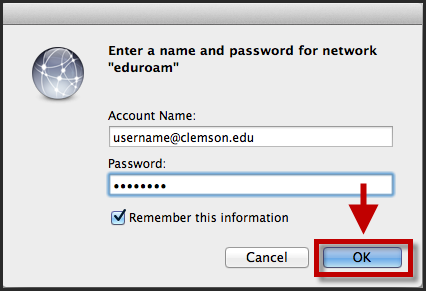 Enter a name and password for network
"eduroam"
Account Name:
username@clemson.edu
Password:
••••••••
Remember this information
Cancel
OK